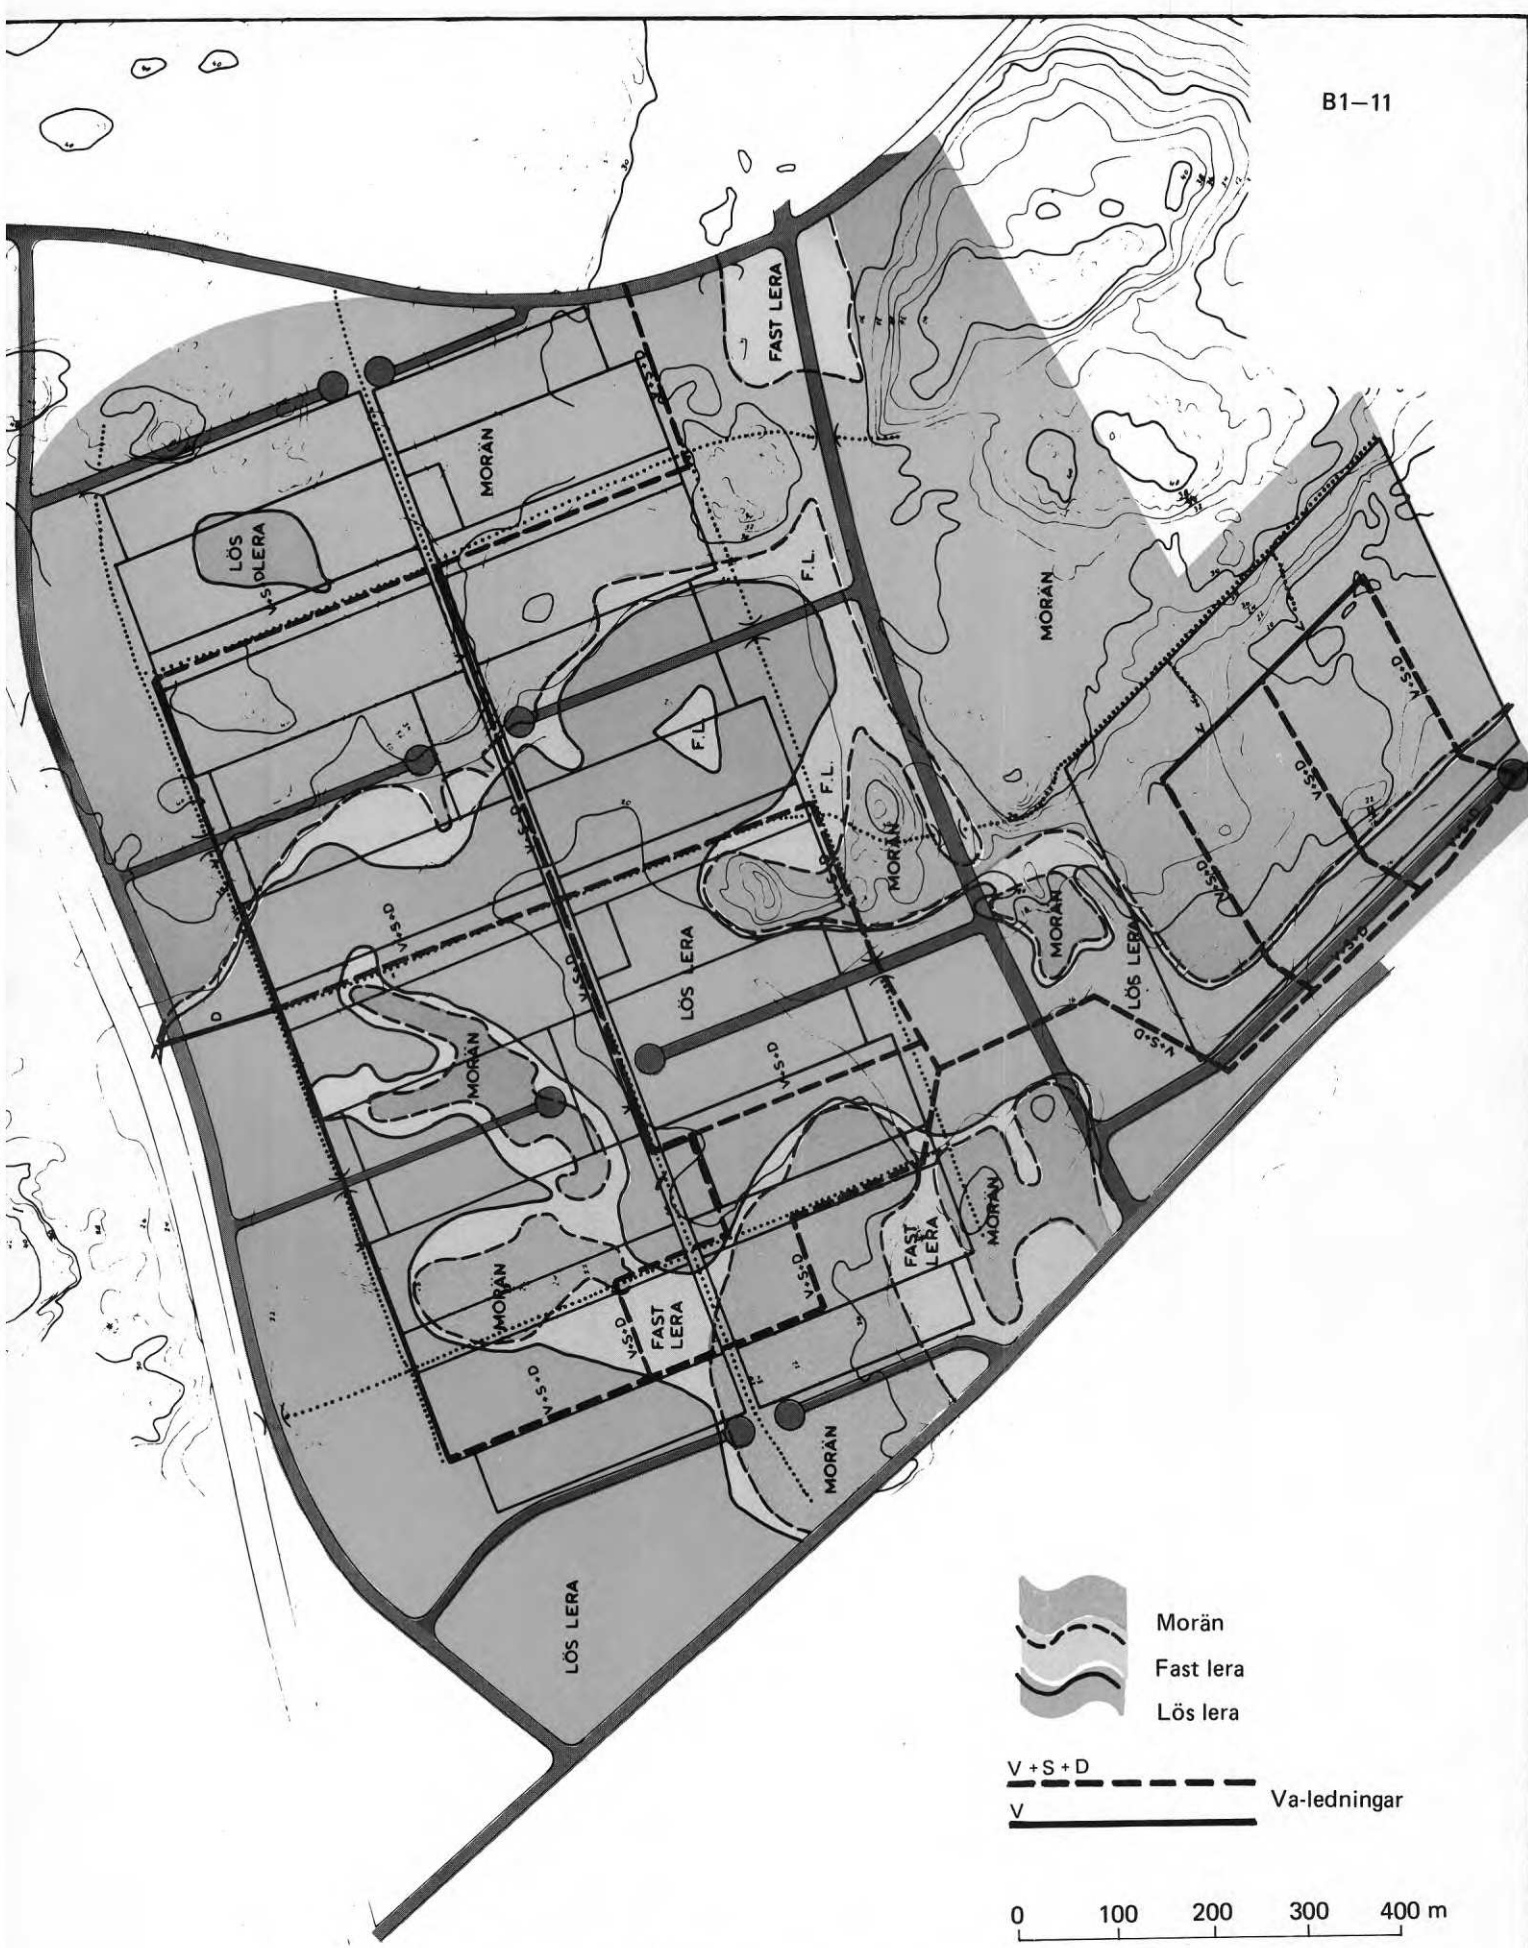 B1–11
FAST LERA
MORÄN
LÖS
LERA
F.L.
MORÄN
V+S+D
F.L.
F.L.
V+S+D
V+S+D
V+S+D
MORÄN
V+S+D
LÖS LERA
MORÄN
LÖS LERA
V+S+D
V+S+D
D
MORÄN
V+S+D
V+S+D
MORÄN
FAST
LERA
MORÄN
V+S+D
FAST
LERA
V+S+D
V+S+D
MORÄN
LÖS LERA
Morän
Fast lera
Lös lera
V + S + D
V
Va-ledningar
0 100 200 300 400 m